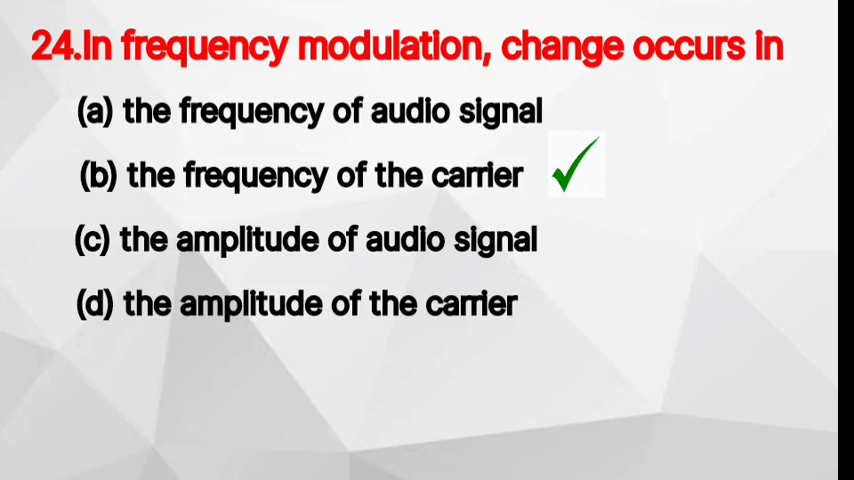 24.In frequency modulation, change occurs in
(a) the frequency of audio signal
(b) the frequency of the carrier
(c) the amplitude of audio signal
(d) the amplitude of the carrier